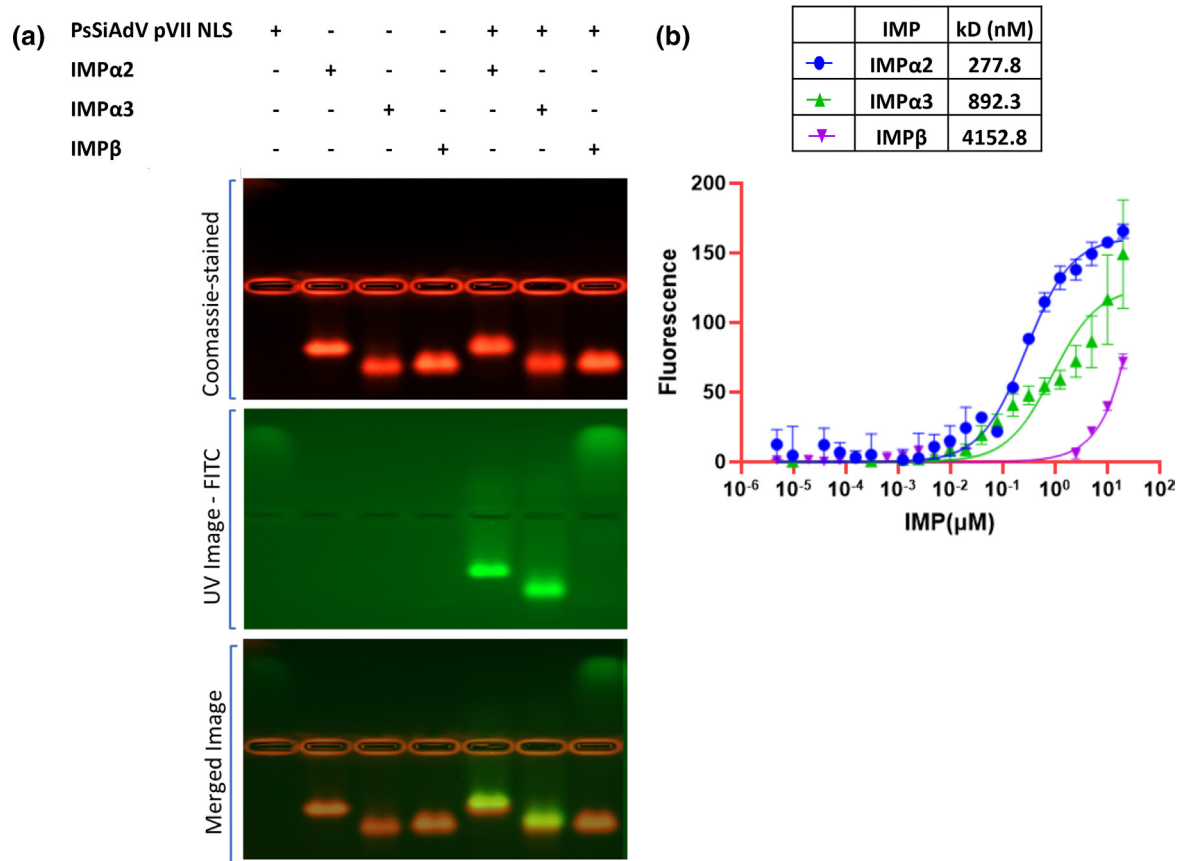 (a)
PsSiAdV pVII NLS + - - - + + +
IMPα2 - + - - + - -
IMPα3 - - + - - + -
IMPβ - - - + - - +
Coomassie-stained
UV Image - FITC
Merged Image
(b)
IMP kD (nM)
IMPα2 277.8
IMPα3 892.3
IMPβ 4152.8
Fluorescence
200
150
100
50
0
10-6 10-5 10-4 10-3 10-2 10-1 100 101 102
IMP(µM)